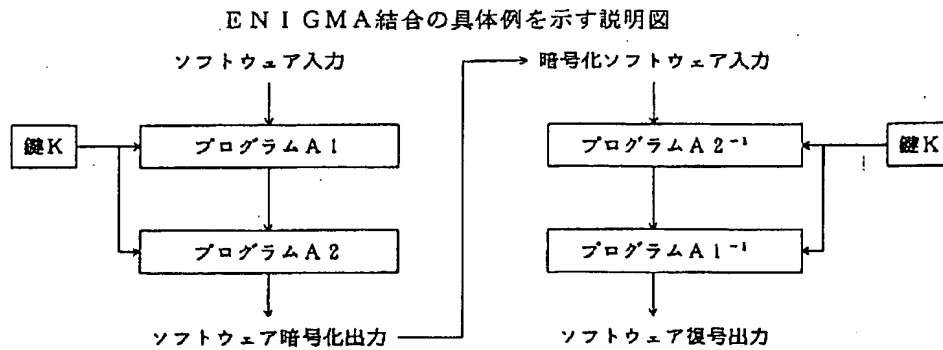 ENIGMA結合の具体例を示す説明図
ソフトウェア入力
鍵K
プログラムA1
プログラムA2
ソフトウェア暗号化出力
暗号化ソフトウェア入力
プログラムA2⁻¹
鍵K
プログラムA1⁻¹
ソフトウェア復号出力